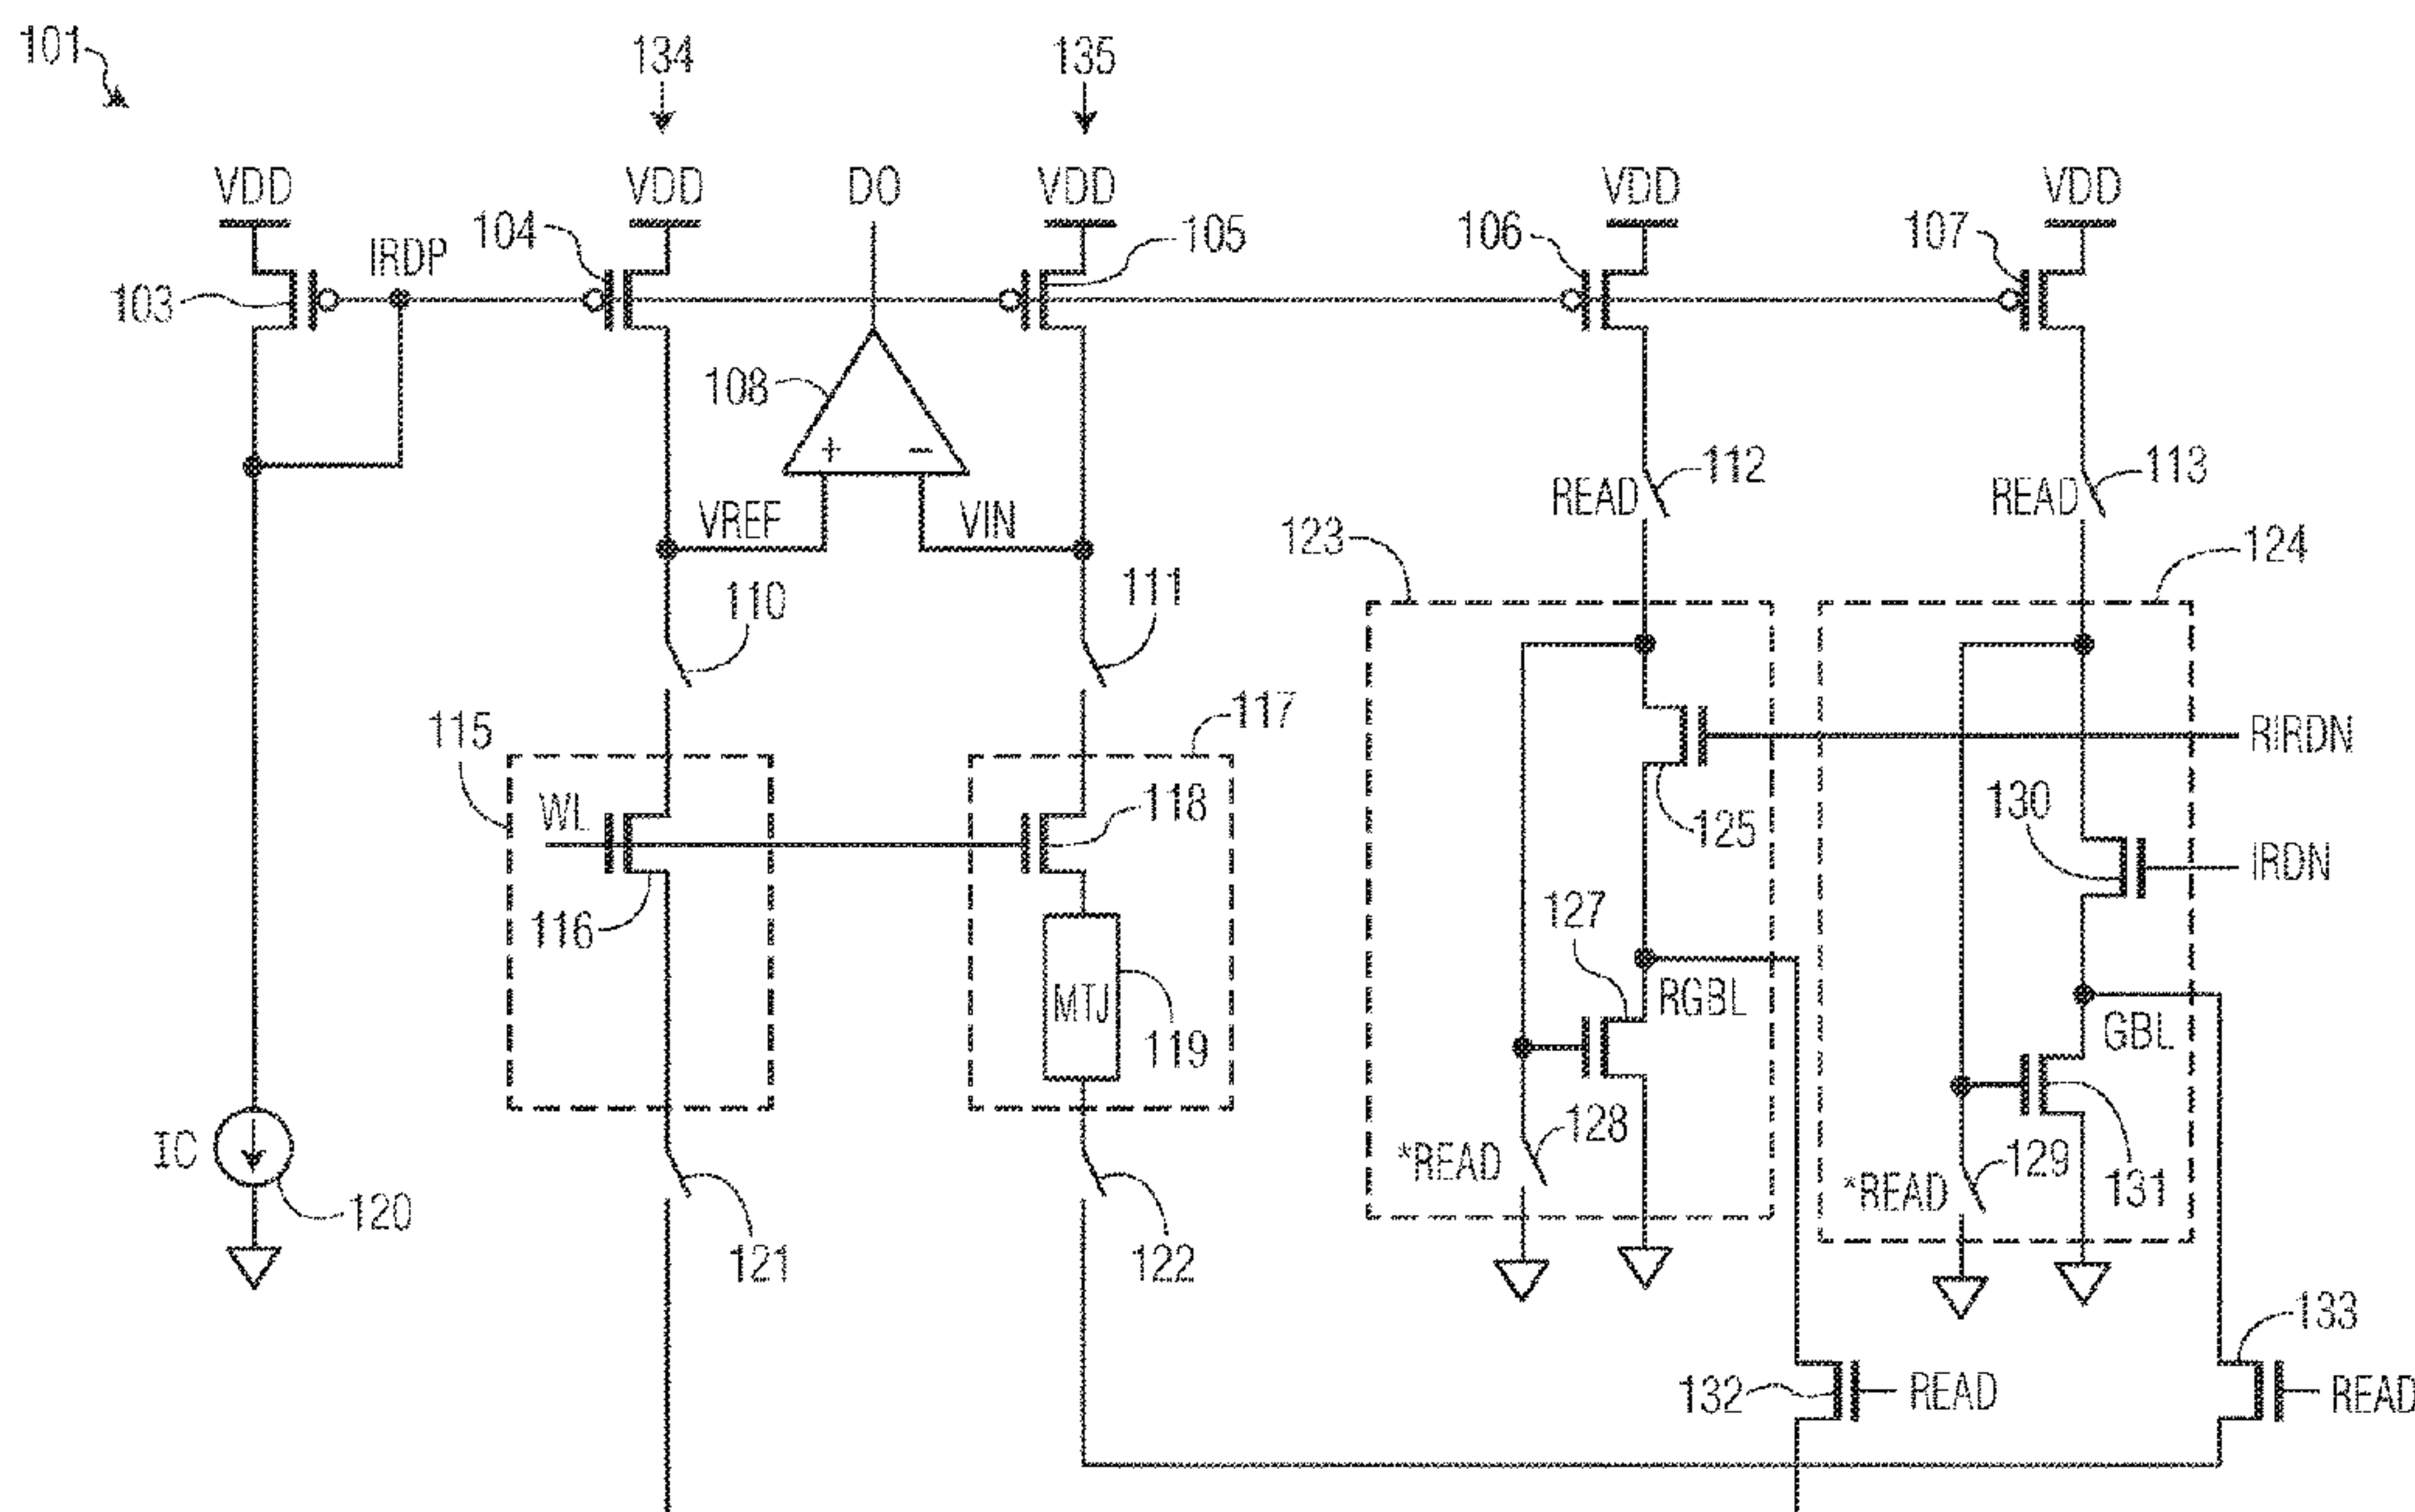 101
134
135
VDD
VDD
DO
VDD
VDD
VDD
103
IRDP
104
105
106
107
108
+
-
VREF
VIN
READ
112
READ
113
110
111
123
124
115
117
WL
116
118
MTJ
119
125
RIRDN
130
IRDN
127
RGBL
GBL
IC
120
121
122
*READ
128
*READ
129
131
132
READ
133
READ